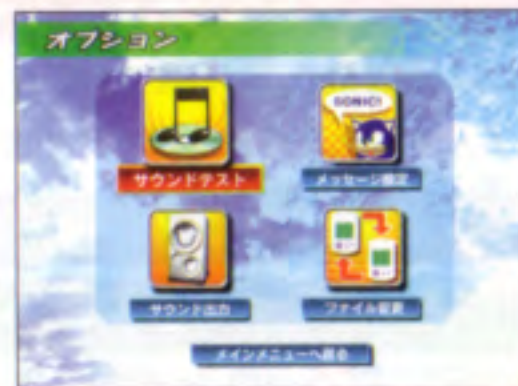 オプション
SONIC!
サウンドテスト
メッセージ設定
サウンド出力
ファイル変更
メインメニューへ戻る